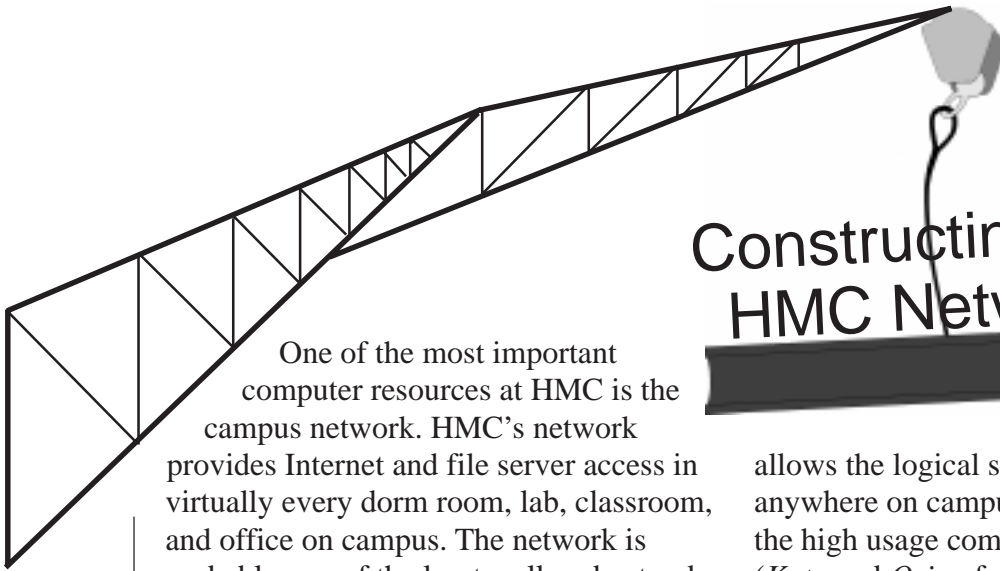 Constructin
HMC Netw
One of the most important
computer resources at HMC is the
campus network. HMC's network
provides Internet and file server access in
virtually every dorm room, lab, classroom,
and office on campus. The network is
allows the logical s
anywhere on campu
the high usage com